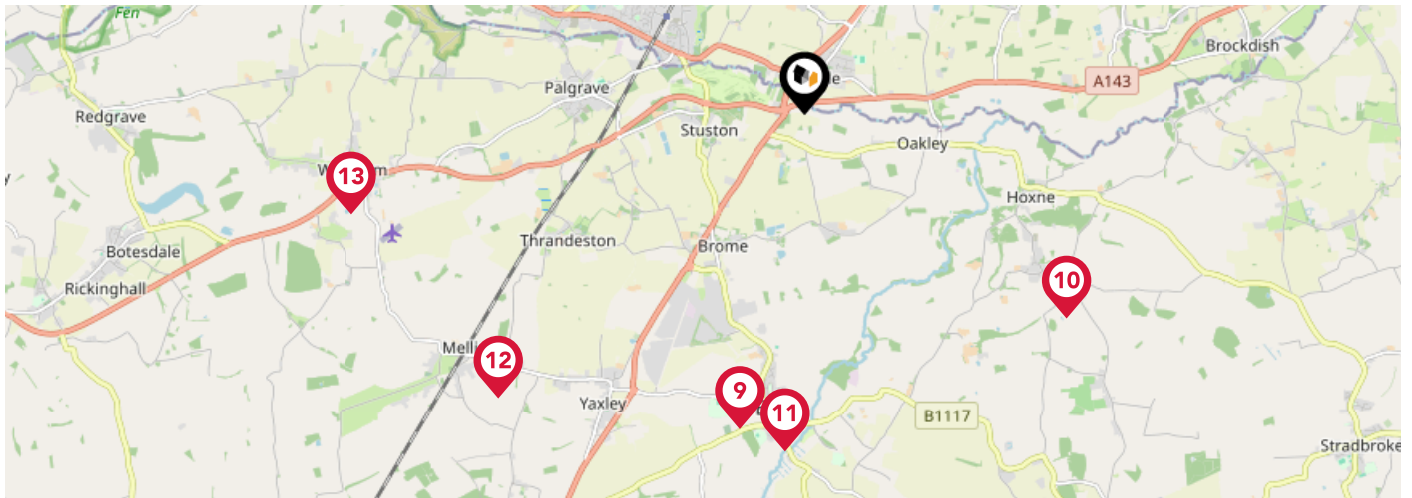 Fen
Brockdish
A143
Palgrave
Redgrave
Stuston
Oakley
13
Hoxne
Thrandeston
Brome
Botesdale
10
Rickinghall
12
Yaxley
9
11
B1117
Stradbroke